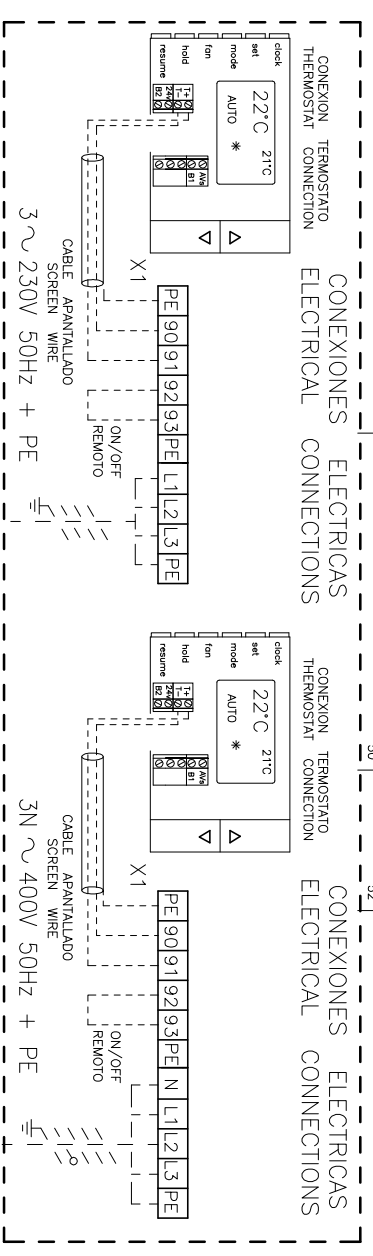 CONEXIONES ELECTRICAS
ELECTRICAL CONNECTIONS
CONEXION TERMOSTATO
THERMOSTAT CONNECTION
clock
set
mode
fan
hold
resume
22°C
21°C
AUTO *
T+
T-
24v
B2
AVs
B1
X1
PE 90 91 92 93 PE L1 L2 L3 PE
ON/OFF
REMOTO
CABLE APANTALLADO
SCREEN WIRE
3 ~ 230V 50Hz + PE
50
52
CONEXIONES ELECTRICAS
ELECTRICAL CONNECTIONS
CONEXION TERMOSTATO
THERMOSTAT CONNECTION
clock
set
mode
fan
hold
resume
22°C
21°C
AUTO *
T+
T-
24v
B2
AVs
B1
X1
PE 90 91 92 93 PE N L1 L2 L3 PE
ON/OFF
REMOTO
CABLE APANTALLADO
SCREEN WIRE
3N ~ 400V 50Hz + PE